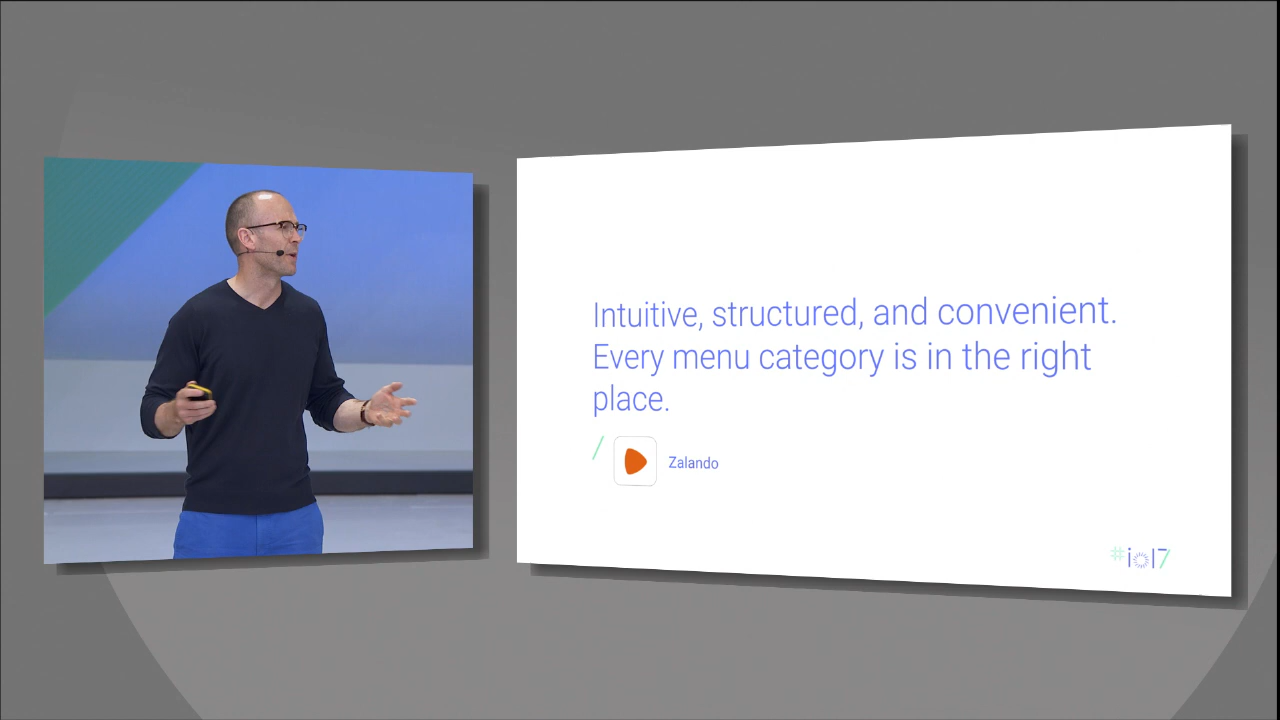 Intuitive, structured, and convenient.
Every menu category is in the right
place.
/ Zalando
#io17